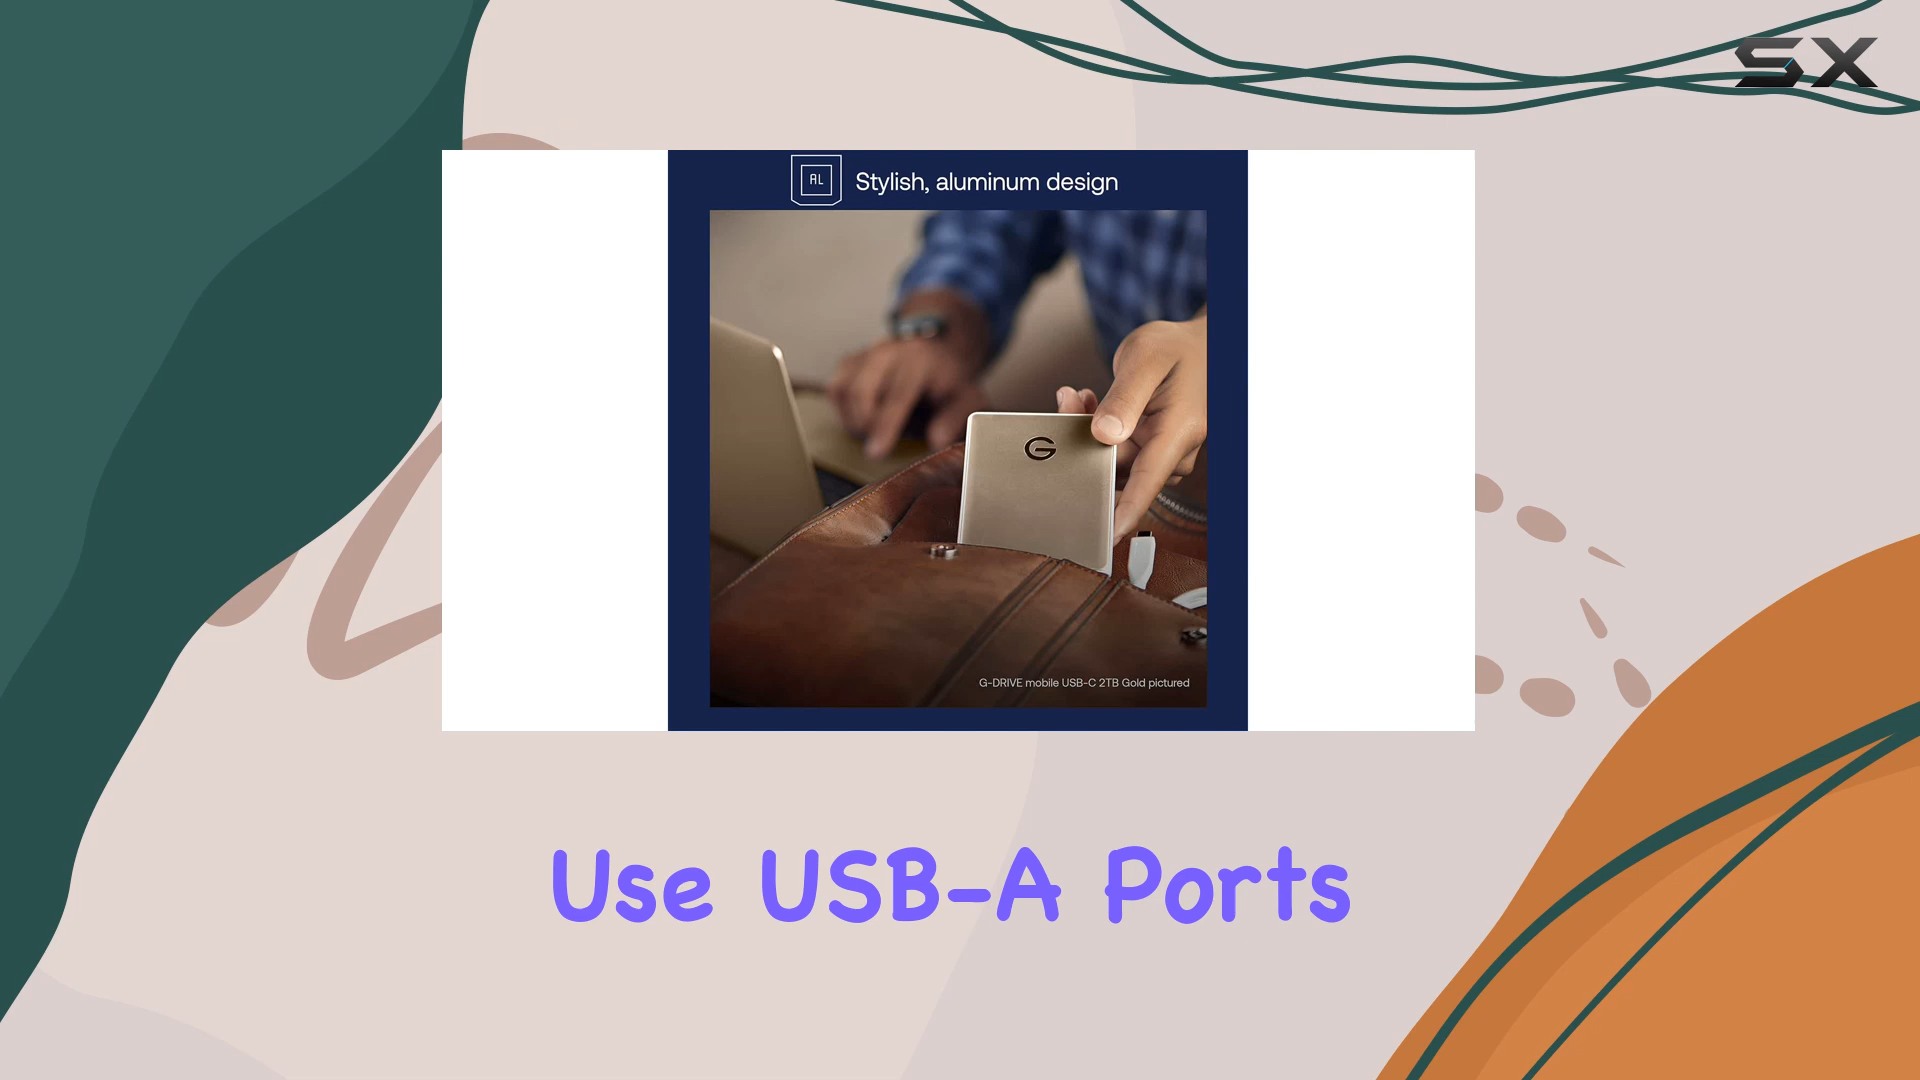 SX
AL
Stylish, aluminum design
G
G-DRIVE mobile USB-C 2TB Gold pictured
Use USB-A Ports